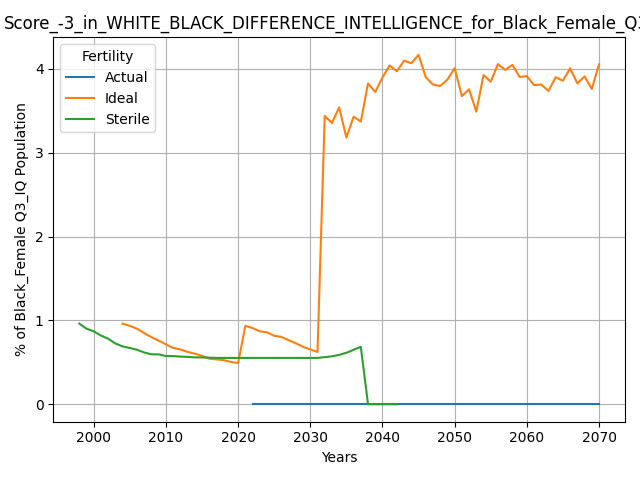 Score_-3_in_WHITE_BLACK_DIFFERENCE_INTELLIGENCE_for_Black_Female_Q3
Fertility
Actual
Ideal
Sterile
% of Black_Female Q3_IQ Population
4
3
2
1
0
2000 2010 2020 2030 2040 2050 2060 2070
Years